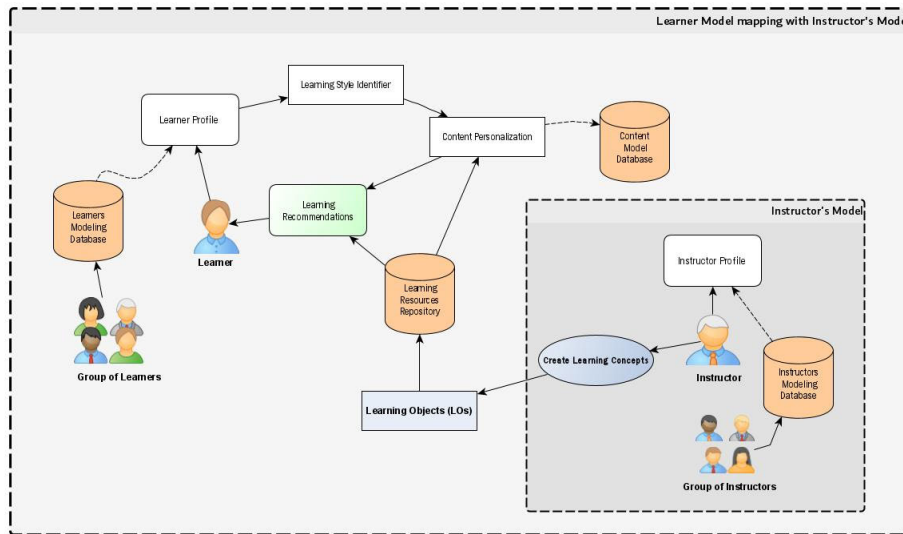 Learner Model mapping with Instructor's Mode
Learning Style Identifier
Learner Profile
Content Personalization
Content
Model
Database
Learners
Modeling
Database
Learning
Recommendations
Learner
Instructor's Model
Instructor Profile
Learning
Resources
Repository
Group of Learners
Create Learning Concepts
Instructor
Instructors
Modeling
Database
Learning Objects (LOs)
Group of Instructors